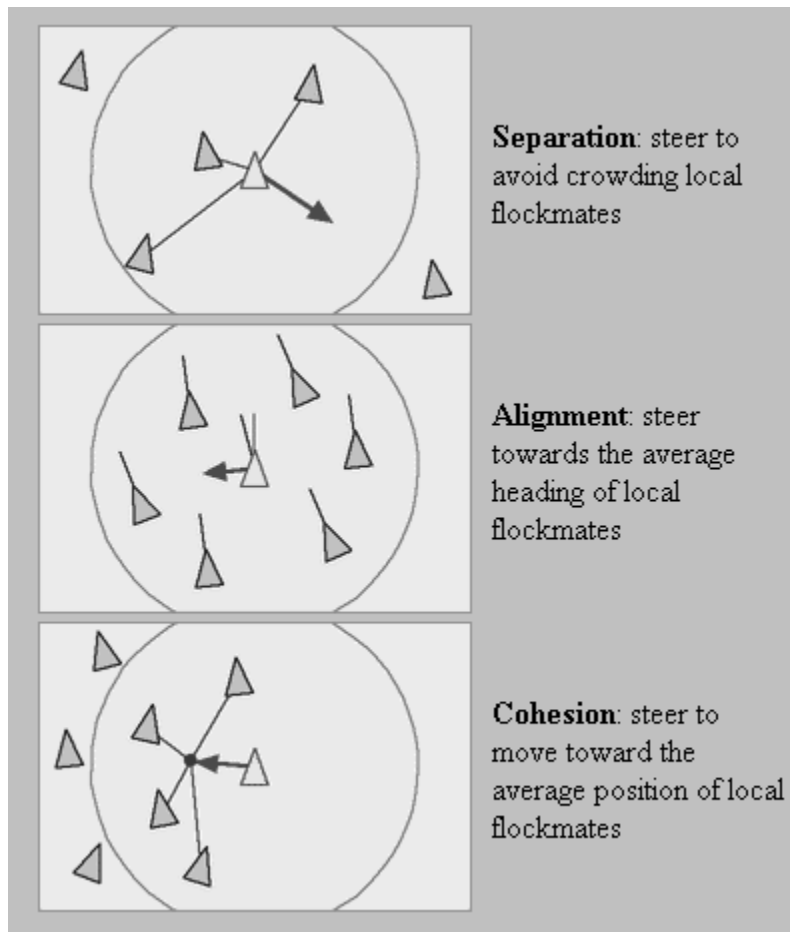 Separation: steer to
avoid crowding local
flockmates
Alignment: steer
towards the average
heading of local
flockmates
Cohesion: steer to
move toward the
average position of local
flockmates